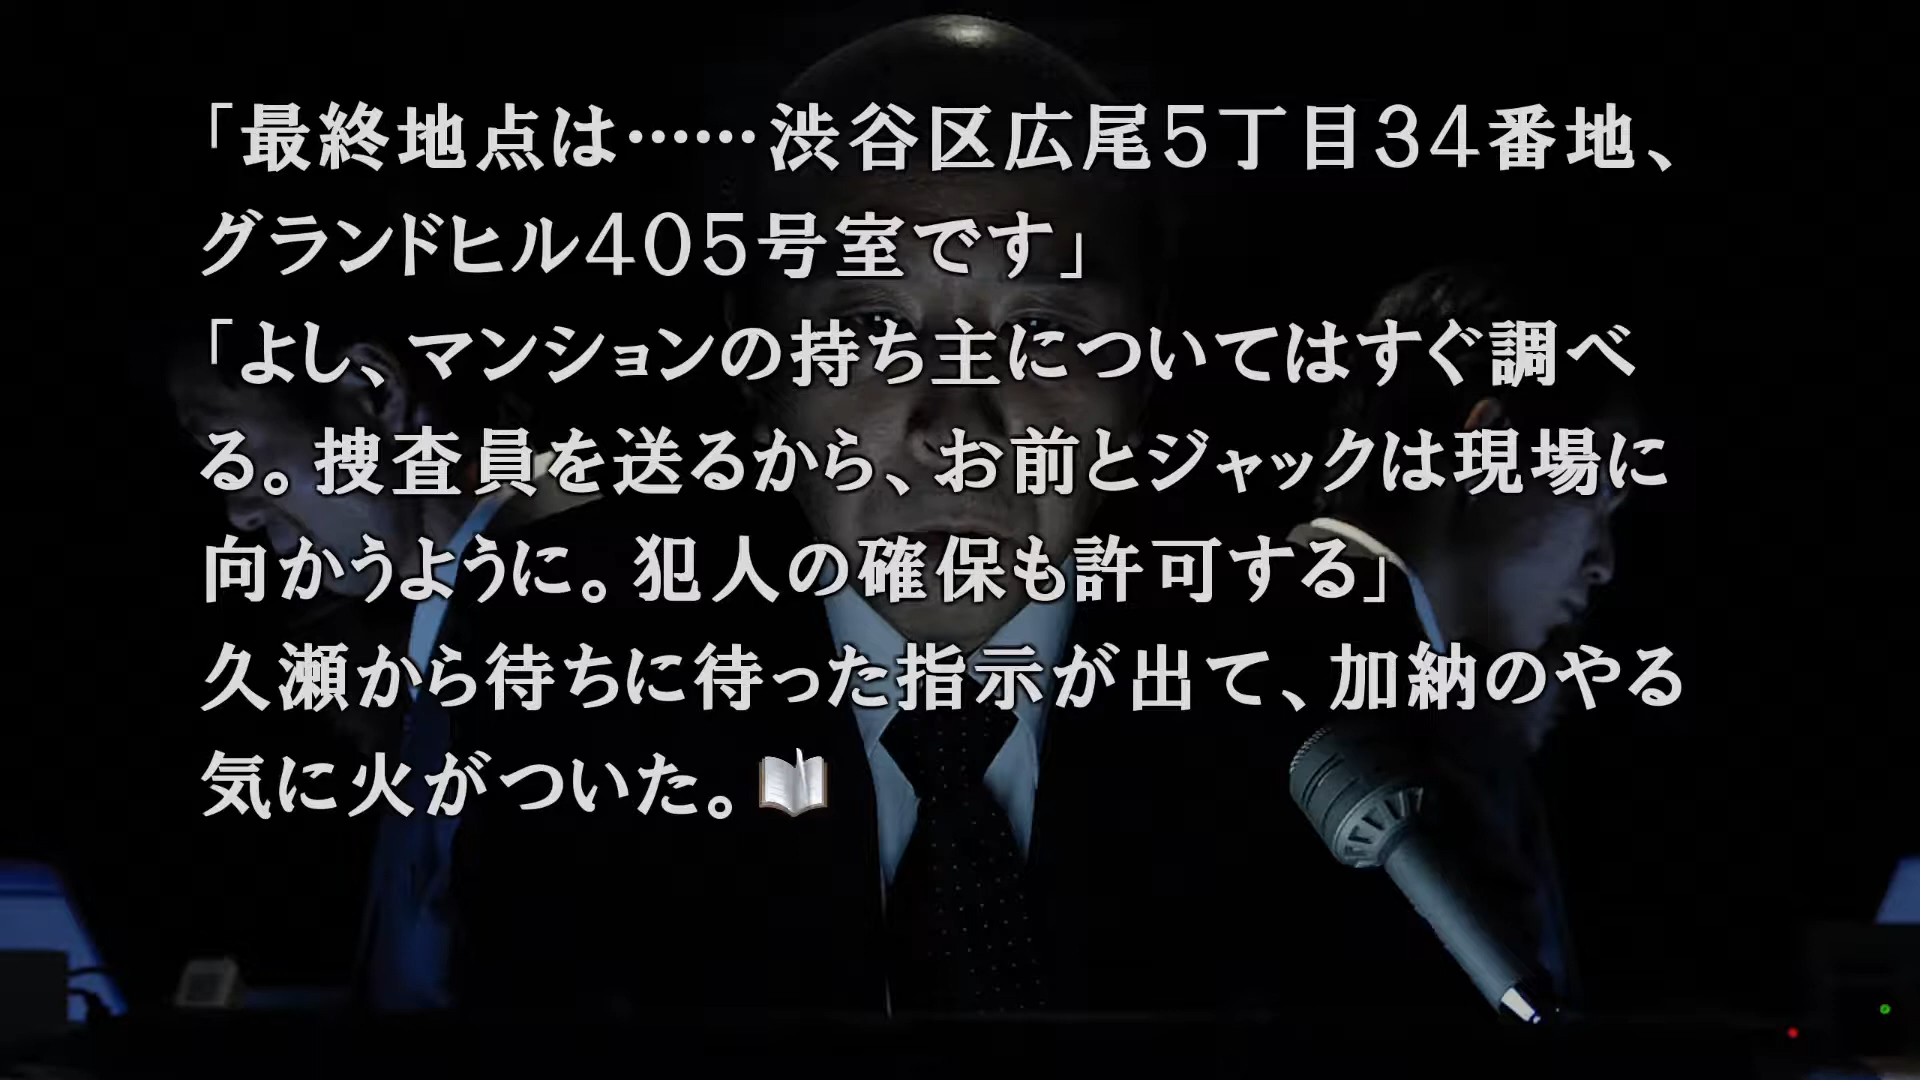 「最終地点は……渋谷区広尾5丁目34番地、
グランドヒル405号室です」
「よし、マンションの持ち主についてはすぐ調べ
る。捜査員を送るから、お前とジャックは現場に
向かうように。犯人の確保も許可する」
久瀬から待ちに待った指示が出て、加納のやる
気に火がついた。